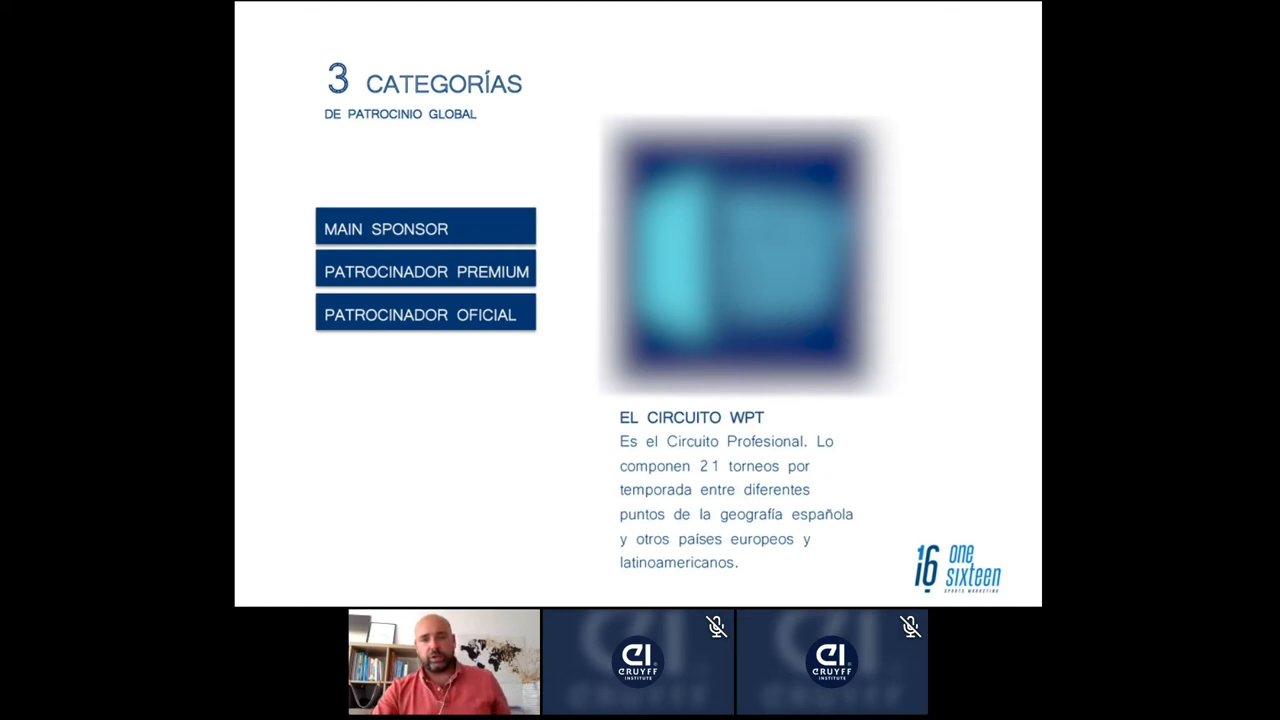 3 CATEGORÍAS
DE PATROCINIO GLOBAL
MAIN SPONSOR
PATROCINADOR PREMIUM
PATROCINADOR OFICIAL
EL CIRCUITO WPT
Es el Circuito Profesional. Lo
componen 21 torneos por
temporada entre diferentes
puntos de la geografía española
y otros países europeos y
latinoamericanos.
16 one
sixteen
SPORTS MARKETING
CI
CRUYFF
INSTITUTE
CI
CRUYFF
INSTITUTE